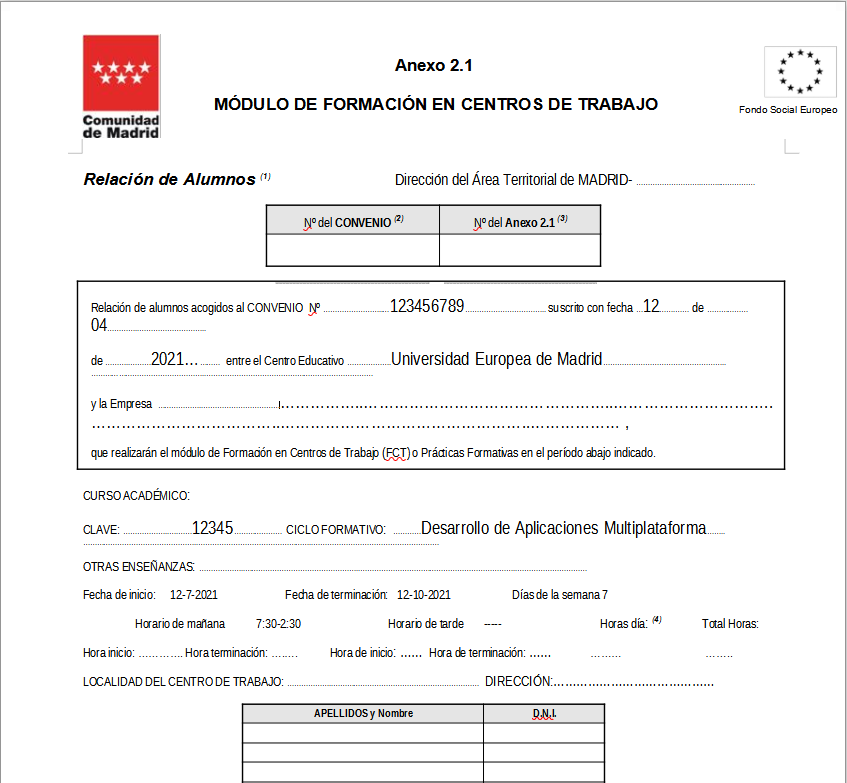 Anexo 2.1
MÓDULO DE FORMACIÓN EN CENTROS DE TRABAJO
Comunidad
de Madrid
Fondo Social Europeo
Relación de Alumnos (1) Dirección del Área Territorial de MADRID- ........................
Nº del CONVENIO (2) Nº del Anexo 2.1 (3)
Relación de alumnos acogidos al CONVENIO Nº ............123456789............ suscrito con fecha ...12...... de ............
04........................
de ............2021…...... entre el Centro Educativo ............Universidad Europea de Madrid........................
........................
y la Empresa ........................
........................ ,
que realizarán el módulo de Formación en Centros de Trabajo (FCT) o Prácticas Formativas en el período abajo indicado.
CURSO ACADÉMICO:
CLAVE: ............12345............ CICLO FORMATIVO: .........Desarrollo de Aplicaciones Multiplataforma......
........................
OTRAS ENSEÑANZAS: ........................
Fecha de inicio: 12-7-2021 Fecha de terminación: 12-10-2021 Días de la semana 7
Horario de mañana 7:30-2:30 Horario de tarde ----- Horas día: (4) Total Horas:
Hora inicio: ............. Hora terminación: ........ Hora de inicio: ...... Hora de terminación: ...... ......... ........
LOCALIDAD DEL CENTRO DE TRABAJO: ........................ DIRECCIÓN:........................
APELLIDOS y Nombre D.N.I.